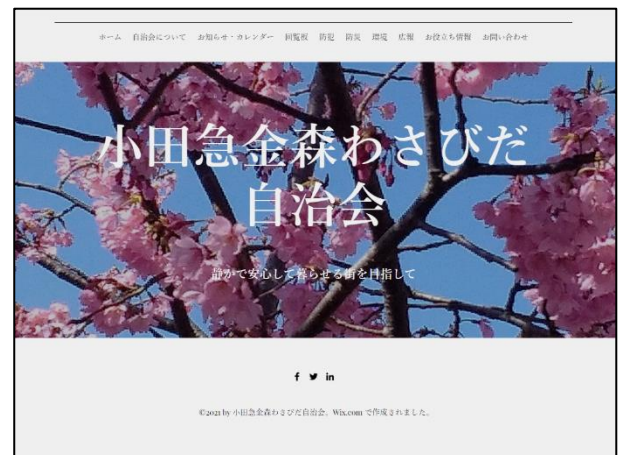 ホーム 自治会について お知らせ・カレンダー 回覧板 防犯 防災 環境 広報 お役立ち情報 お問い合わせ
小田急金森わさびだ
自治会
静かで安心して暮らせる街を目指して
©2021 by 小田急金森わさびだ自治会。Wix.com で作成されました。